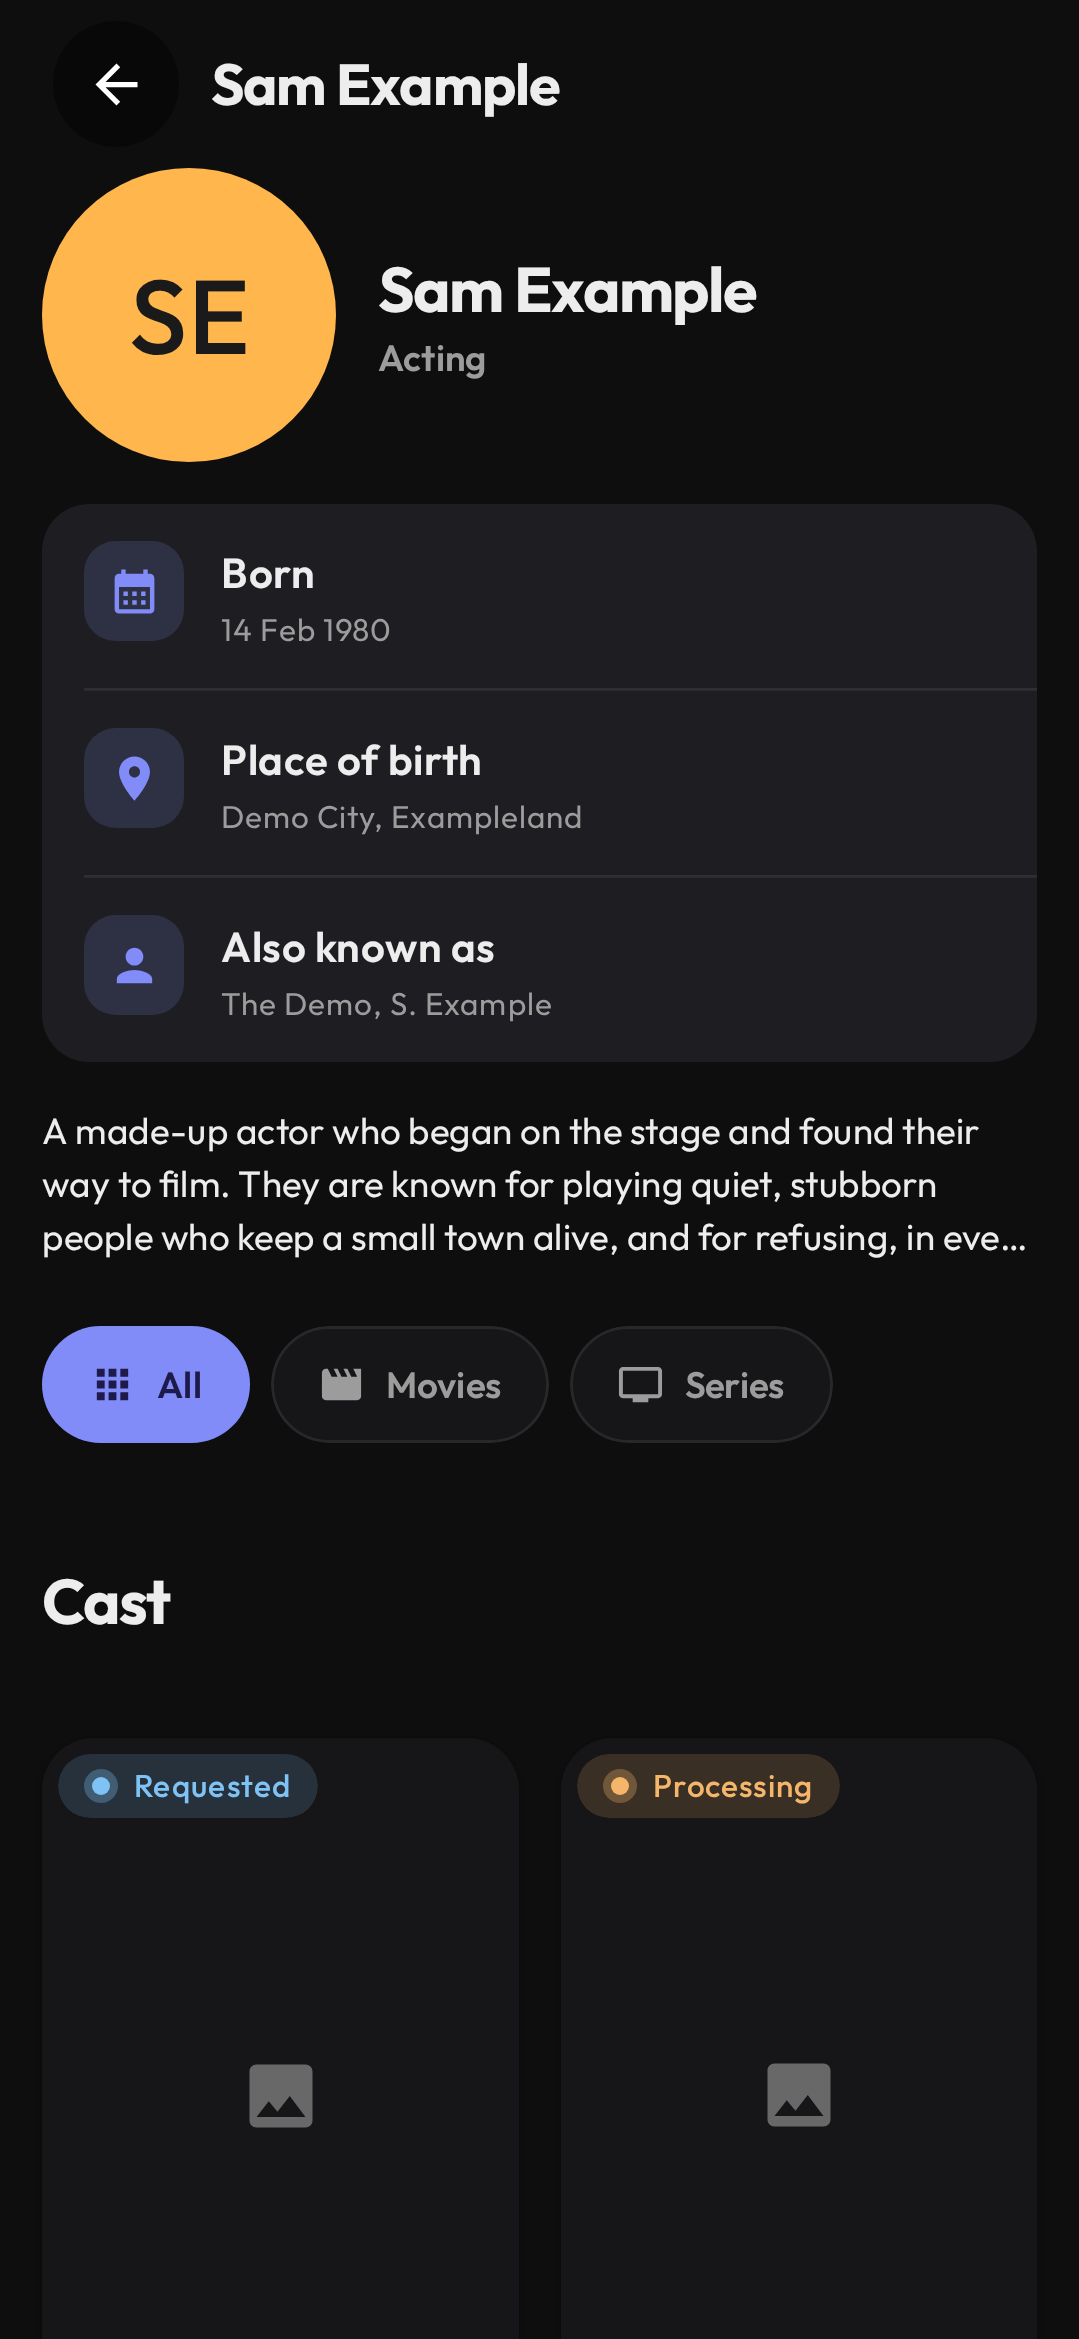 Sam Example
SE
Sam Example
Acting
Born
14 Feb 1980
Place of birth
Demo City, Exampleland
Also known as
The Demo, S. Example
A made-up actor who began on the stage and found their
way to film. They are known for playing quiet, stubborn
people who keep a small town alive, and for refusing, in eve…
All
Movies
Series
Cast
Requested
Processing